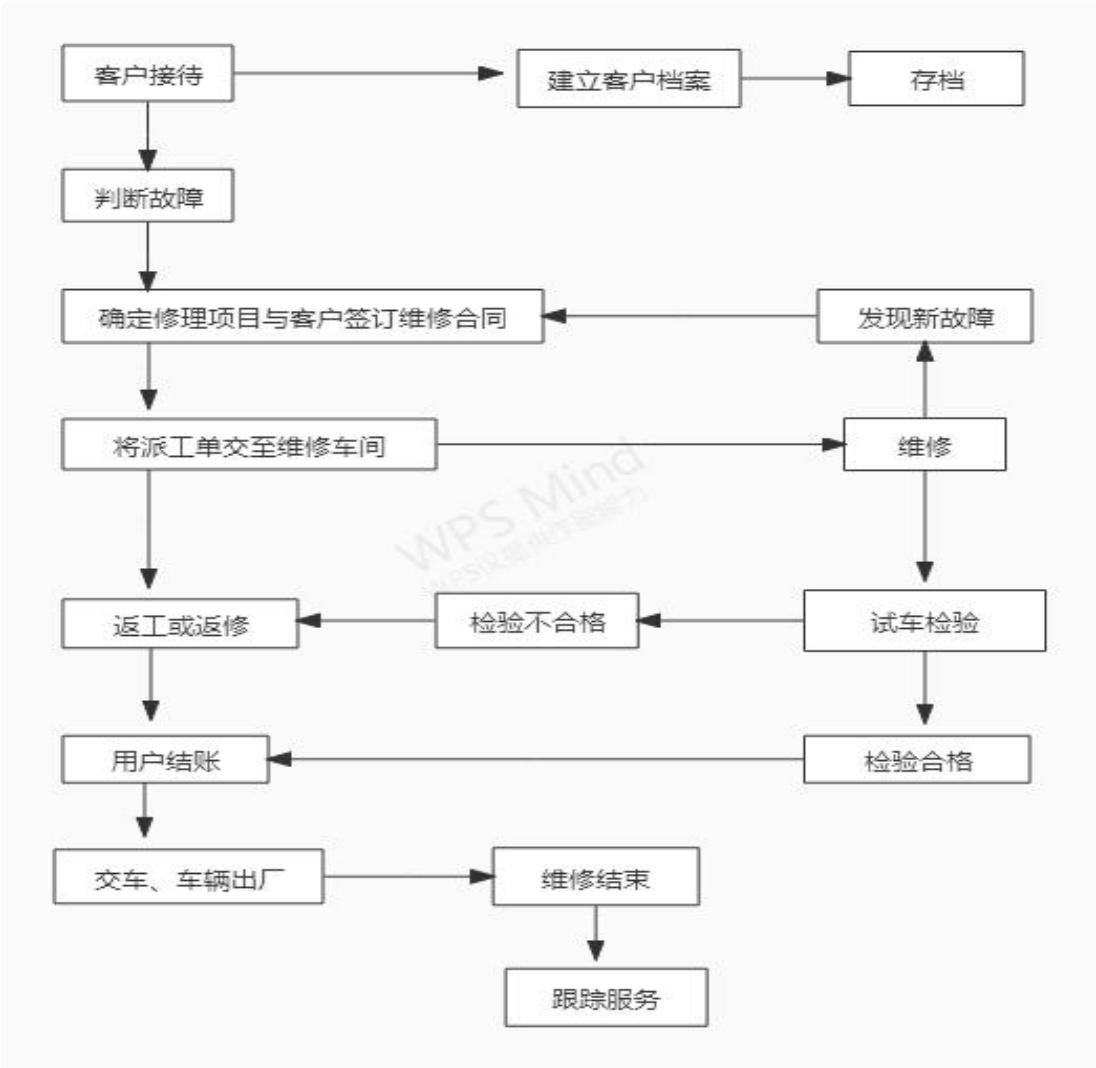 客户接待
建立客户档案
存档
判断故障
确定修理项目与客户签订维修合同
发现新故障
将派工单交至维修车间
维修
WPS Mind
返工或返修
检验不合格
试车检验
用户结账
检验合格
交车、车辆出厂
维修结束
跟踪服务